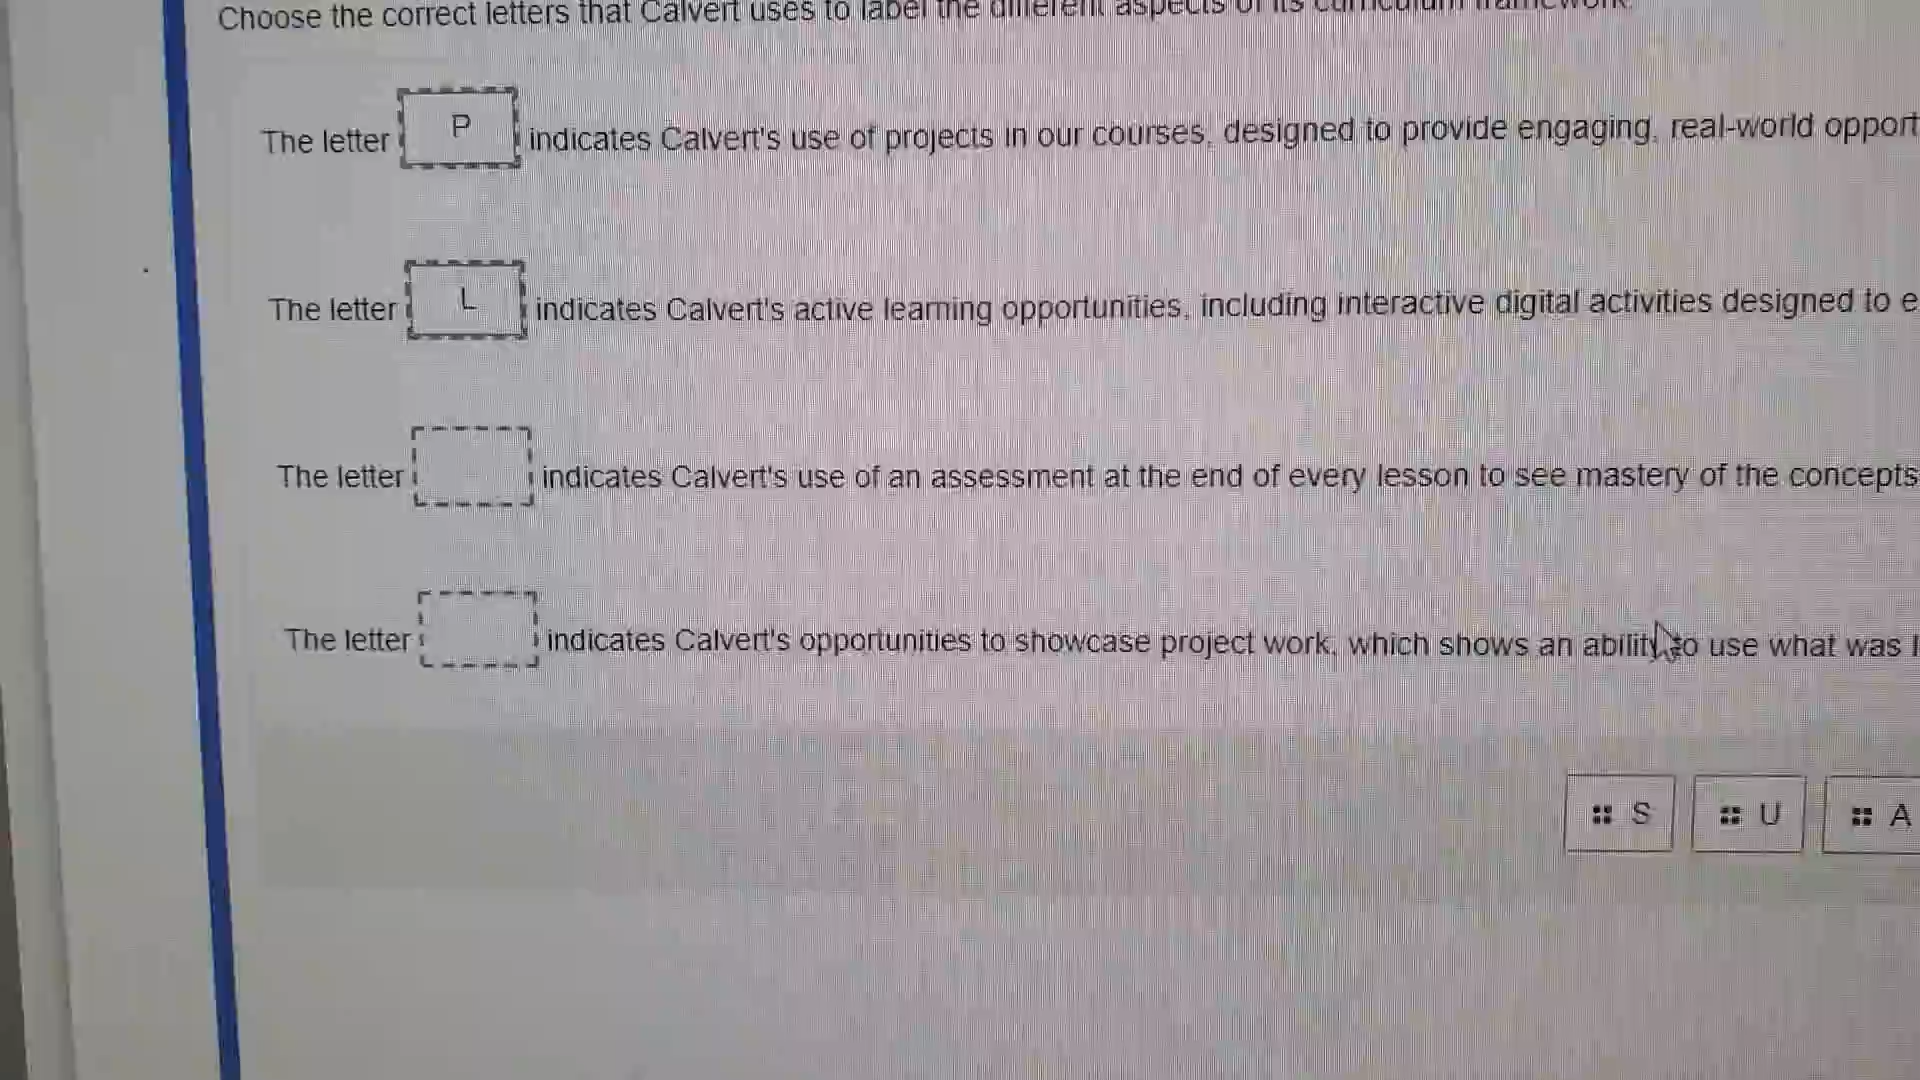 Choose the correct letters that Calvert uses to label the different aspects of its curriculum framework.
The letter P indicates Calvert's use of projects in our courses, designed to provide engaging, real-world opport
The letter L indicates Calvert's active learning opportunities, including interactive digital activities designed to e
The letter indicates Calvert's use of an assessment at the end of every lesson to see mastery of the concepts
The letter indicates Calvert's opportunities to showcase project work, which shows an ability to use what was l
S U A